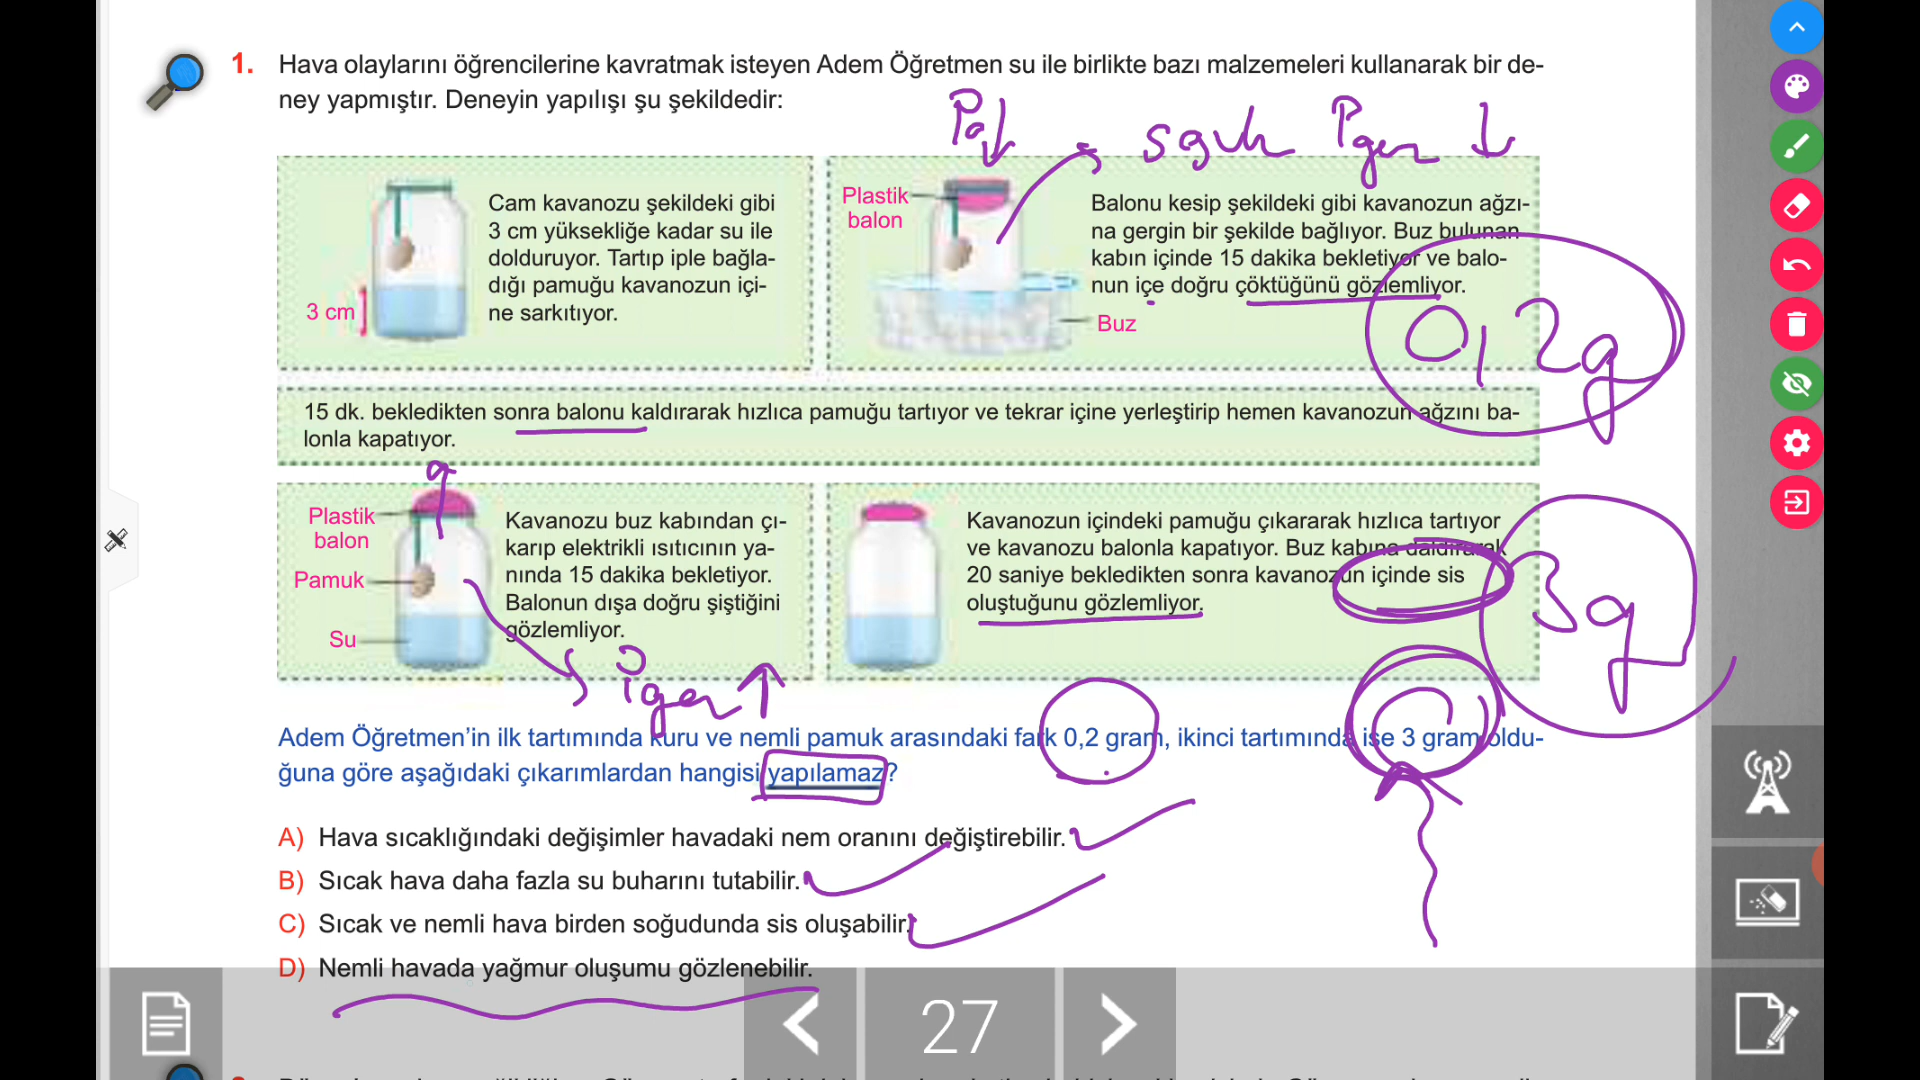 1. Hava olaylarını öğrencilerine kavratmak isteyen Adem Öğretmen su ile birlikte bazı malzemeleri kullanarak bir de-
ney yapmıştır. Deneyin yapılışı şu şekildedir:
Pa
sğuk Pgen
Cam kavanozu şekildeki gibi
3 cm yüksekliğe kadar su ile
dolduruyor. Tartıp iple bağla-
dığı pamuğu kavanozun içi-
ne sarkıtıyor.
3 cm
Plastik
balon
Balonu kesip şekildeki gibi kavanozun ağzı-
na gergin bir şekilde bağlıyor. Buz bulunan
kabın içinde 15 dakika bekletiyor ve balo-
nun içe doğru çöktüğünü gözlemliyor.
Buz
0,2g
15 dk. bekledikten sonra balonu kaldırarak hızlıca pamuğu tartıyor ve tekrar içine yerleştirip hemen kavanozun ağzını ba-
lonla kapatıyor.
Plastik
balon
Pamuk
Su
Kavanozu buz kabından çı-
karıp elektrikli ısıtıcının ya-
nında 15 dakika bekletiyor.
Balonun dışa doğru şiştiğini
gözlemliyor.
Kavanozun içindeki pamuğu çıkararak hızlıca tartıyor
ve kavanozu balonla kapatıyor. Buz kabına daldırarak
20 saniye bekledikten sonra kavanozun içinde sis
oluştuğunu gözlemliyor.
3g
Adem Öğretmen’in ilk tartımında kuru ve nemli pamuk arasındaki fark 0,2 gram, ikinci tartımında ise 3 gram oldu-
ğuna göre aşağıdaki çıkarımlardan hangisi yapılamaz?
A) Hava sıcaklığındaki değişimler havadaki nem oranını değiştirebilir.
B) Sıcak hava daha fazla su buharını tutabilir.
C) Sıcak ve nemli hava birden soğudunda sis oluşabilir.
D) Nemli havada yağmur oluşumu gözlenebilir.
27